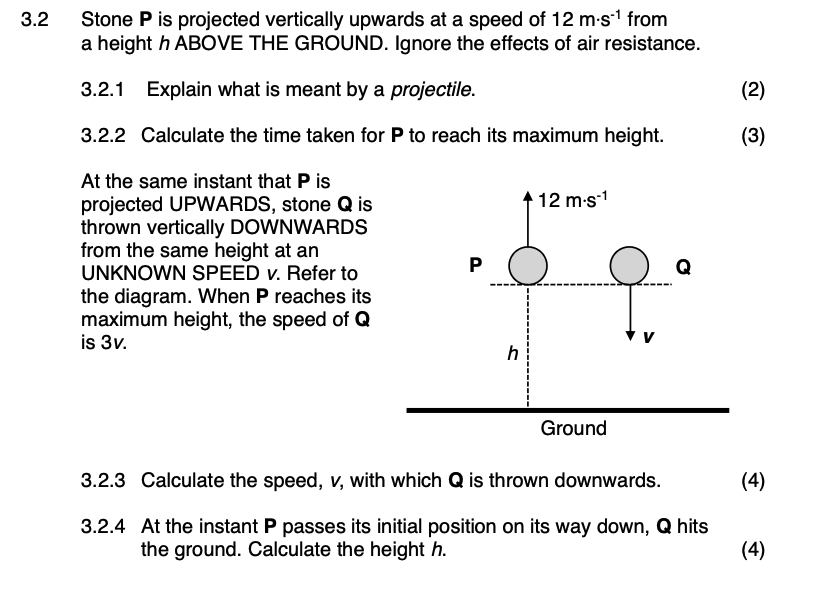 3.2 Stone P is projected vertically upwards at a speed of 12 m·s⁻¹ from
a height h ABOVE THE GROUND. Ignore the effects of air resistance.
3.2.1 Explain what is meant by a projectile. (2)
3.2.2 Calculate the time taken for P to reach its maximum height. (3)
At the same instant that P is
projected UPWARDS, stone Q is
thrown vertically DOWNWARDS
from the same height at an
UNKNOWN SPEED v. Refer to
the diagram. When P reaches its
maximum height, the speed of Q
is 3v.
12 m·s⁻¹
P
Q
v
h
Ground
3.2.3 Calculate the speed, v, with which Q is thrown downwards. (4)
3.2.4 At the instant P passes its initial position on its way down, Q hits
the ground. Calculate the height h. (4)